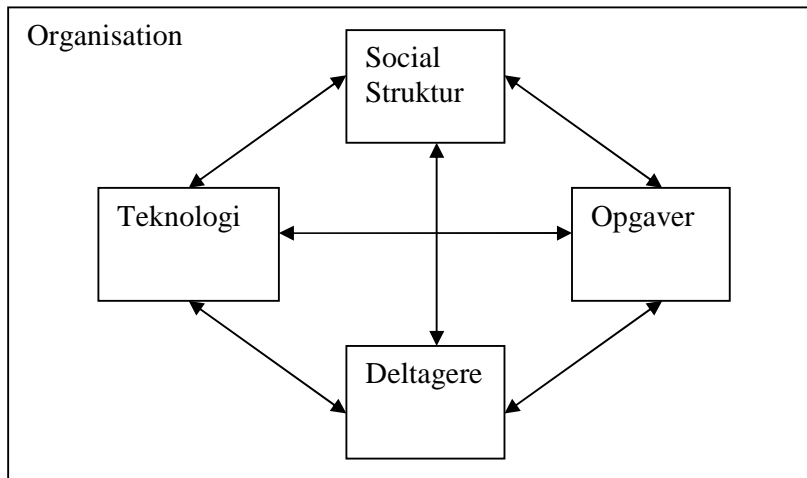 Organisation
Social
Struktur
Teknologi
Opgaver
Deltagere